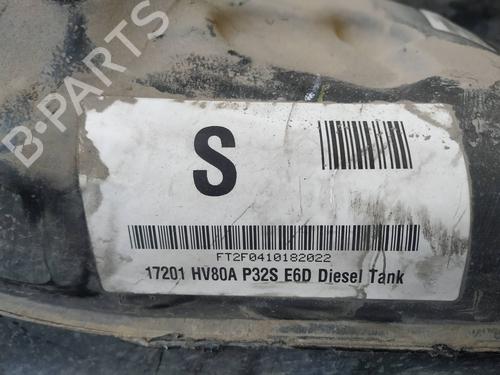 B-PARTS
S
FT2F0410182022
17201 HV80A P32S E6D Diesel Tank